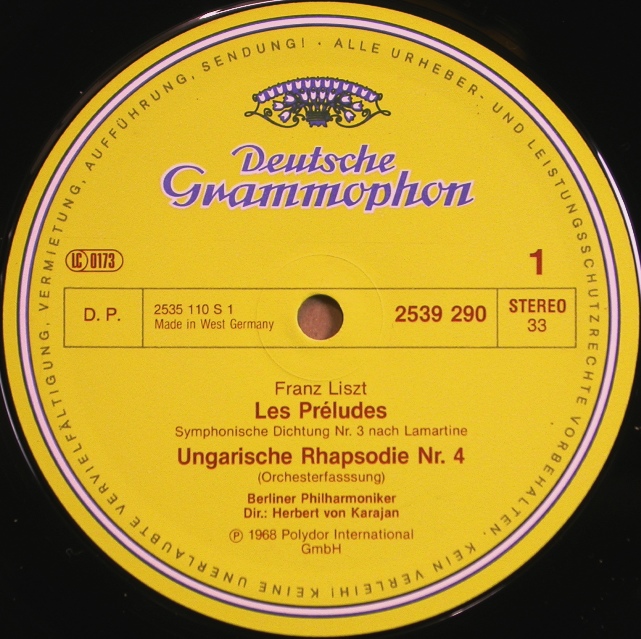 ALLE URHEBER- UND LEISTUNGSSCHUTZRECHTE VORBEHALTEN. KEIN VERLEIH! KEINE UNERLAUBTE VERVIELFÄLTIGUNG, VERMIETUNG, AUFFÜHRUNG, SENDUNG! ·
Deutsche
Grammophon
LC 0173
1
D. P.
2535 110 S 1
Made in West Germany
2539 290
STEREO
33
Franz Liszt
Les Préludes
Symphonische Dichtung Nr. 3 nach Lamartine
Ungarische Rhapsodie Nr. 4
(Orchesterfasssung)
Berliner Philharmoniker
Dir.: Herbert von Karajan
Ⓟ 1968 Polydor International
GmbH